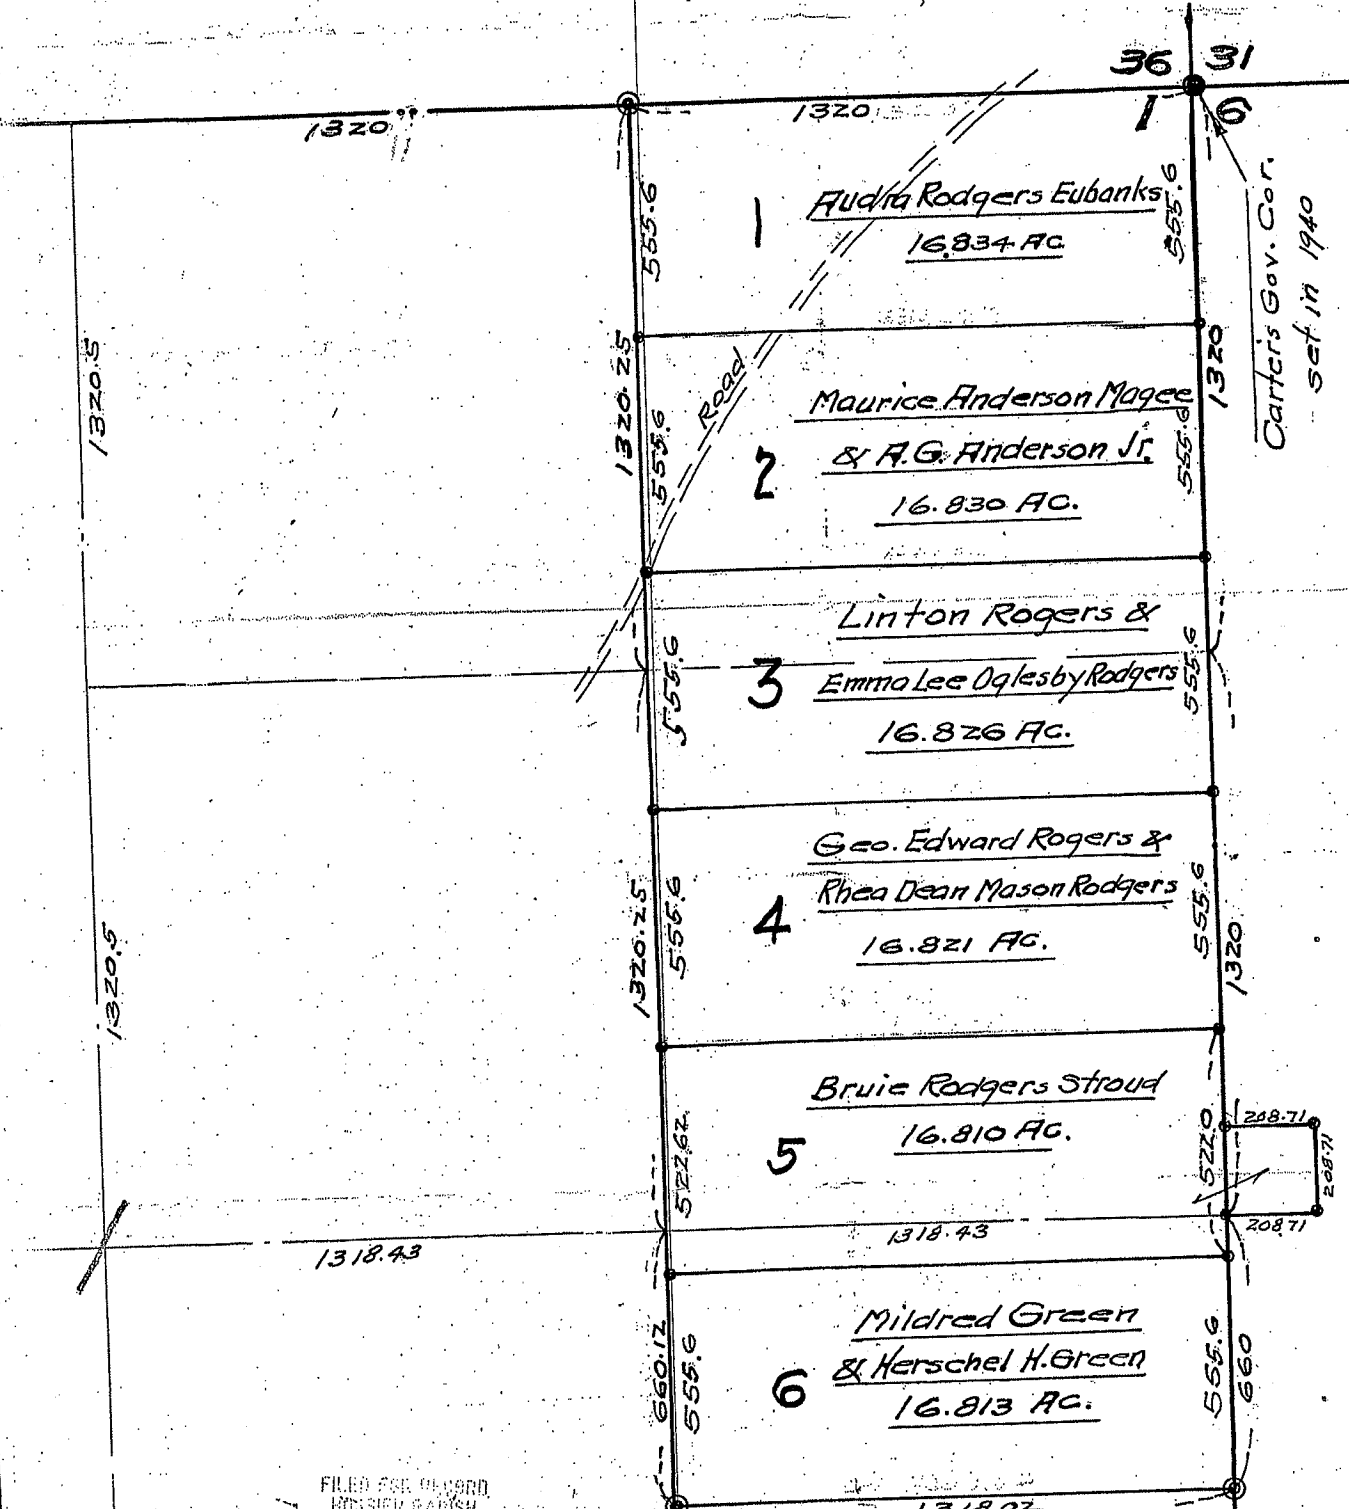 36 31
1 6
1320
1320
Carter's Gov. Cor.
set in 1940
555.6
1
Audra Rodgers Eubanks
16.834 AC
555.6
1320.5
1320.25
555.6
Road
2
Maurice Anderson Magee
& A.G. Anderson Jr.
16.830 AC.
555.6
1320
555.6
3
Linton Rogers &
Emma Lee Oglesby Rodgers
16.826 AC.
555.6
1320.5
1320.25
555.6
4
Geo. Edward Rogers &
Rhea Dean Mason Rodgers
16.821 AC.
555.6
1320
522.62
5
Bruie Rodgers Stroud
16.810 AC.
522.0
208.71
208.71
208.71
1318.43
1318.43
660.12
555.6
6
Mildred Green
& Herschel H. Green
16.813 AC.
555.6
660
FILED FOR RECORD